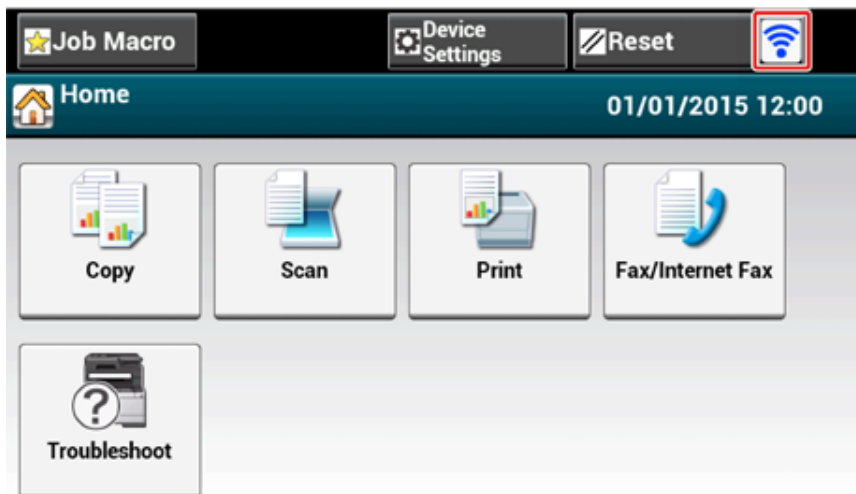 Job Macro
Device
Settings
Reset
Home
01/01/2015 12:00
Copy
Scan
Print
Fax/Internet Fax
?
Troubleshoot